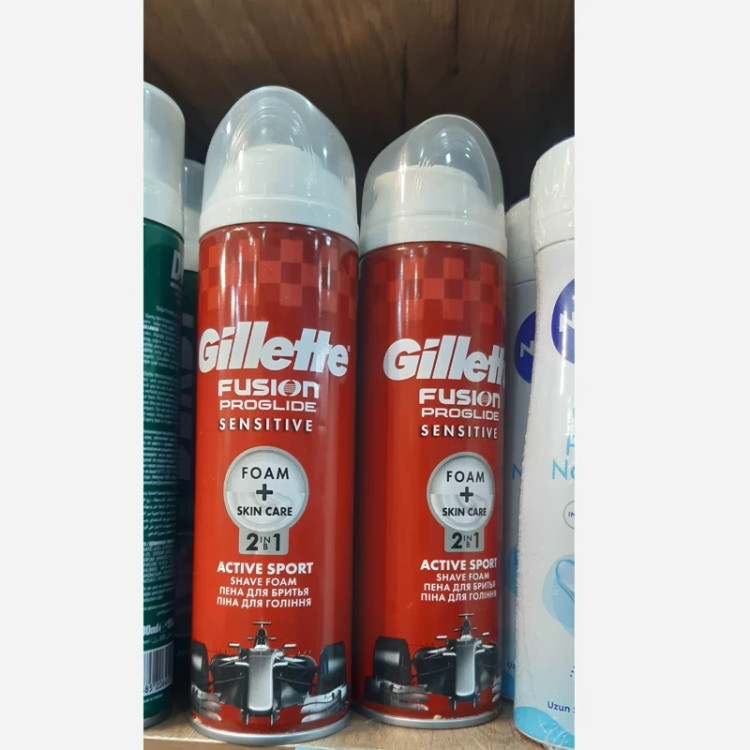 Gillette
FUSION
PROGLIDE
SENSITIVE
FOAM
+
SKIN CARE
2 IN 1
ACTIVE SPORT
SHAVE FOAM
ПЕНА ДЛЯ БРИТЬЯ
ПІНА ДЛЯ ГОЛІННЯ
Gillette
FUSION
PROGLIDE
SENSITIVE
FOAM
+
SKIN CARE
2 IN 1
ACTIVE SPORT
SHAVE FOAM
ПЕНА ДЛЯ БРИТЬЯ
ПІНА ДЛЯ ГОЛІННЯ
Uzun